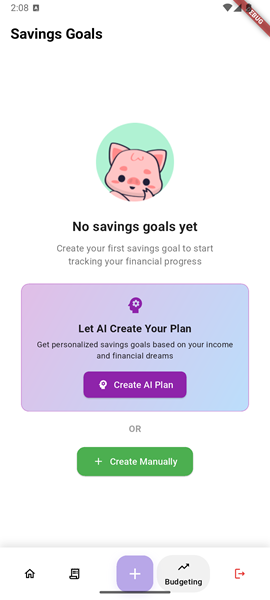 2:08
DEBUG
Savings Goals
No savings goals yet
Create your first savings goal to start
tracking your financial progress
Let AI Create Your Plan
Get personalized savings goals based on your income
and financial dreams
Create AI Plan
OR
Create Manually
Budgeting